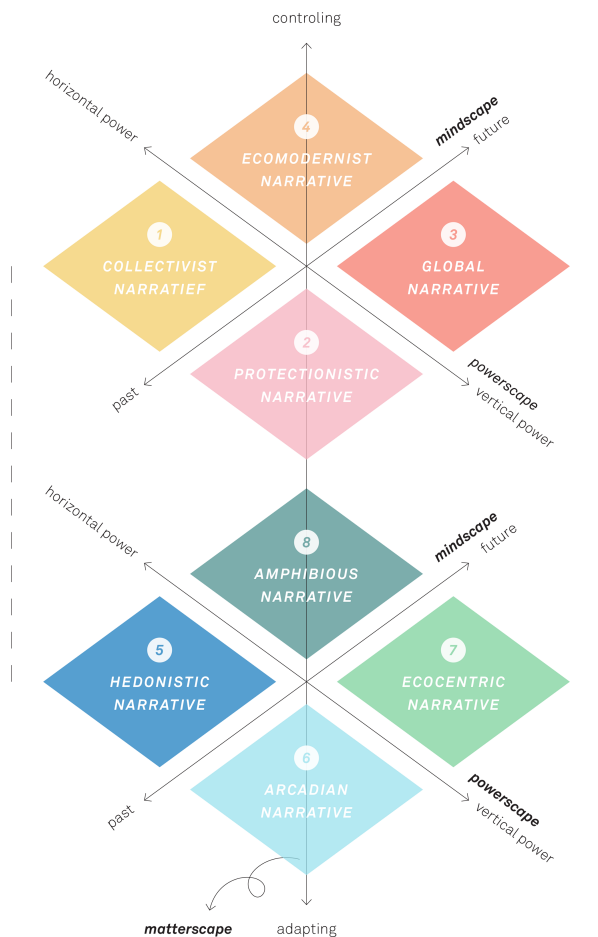 controling
horizontal power
mindscape
future
4
ECOMODERNIST
NARRATIVE
1
COLLECTIVIST
NARRATIEF
3
GLOBAL
NARRATIVE
2
PROTECTIONISTIC
NARRATIVE
past
powerscape
vertical power
horizontal power
mindscape
future
8
AMPHIBIOUS
NARRATIVE
5
HEDONISTIC
NARRATIVE
7
ECOCENTRIC
NARRATIVE
6
ARCADIAN
NARRATIVE
past
powerscape
vertical power
matterscape
adapting